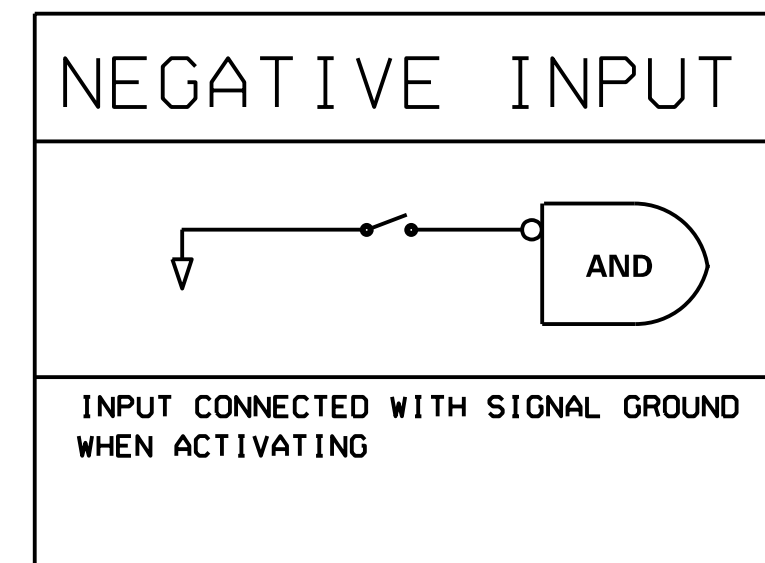 NEGATIVE INPUT
AND
INPUT CONNECTED WITH SIGNAL GROUND
WHEN ACTIVATING